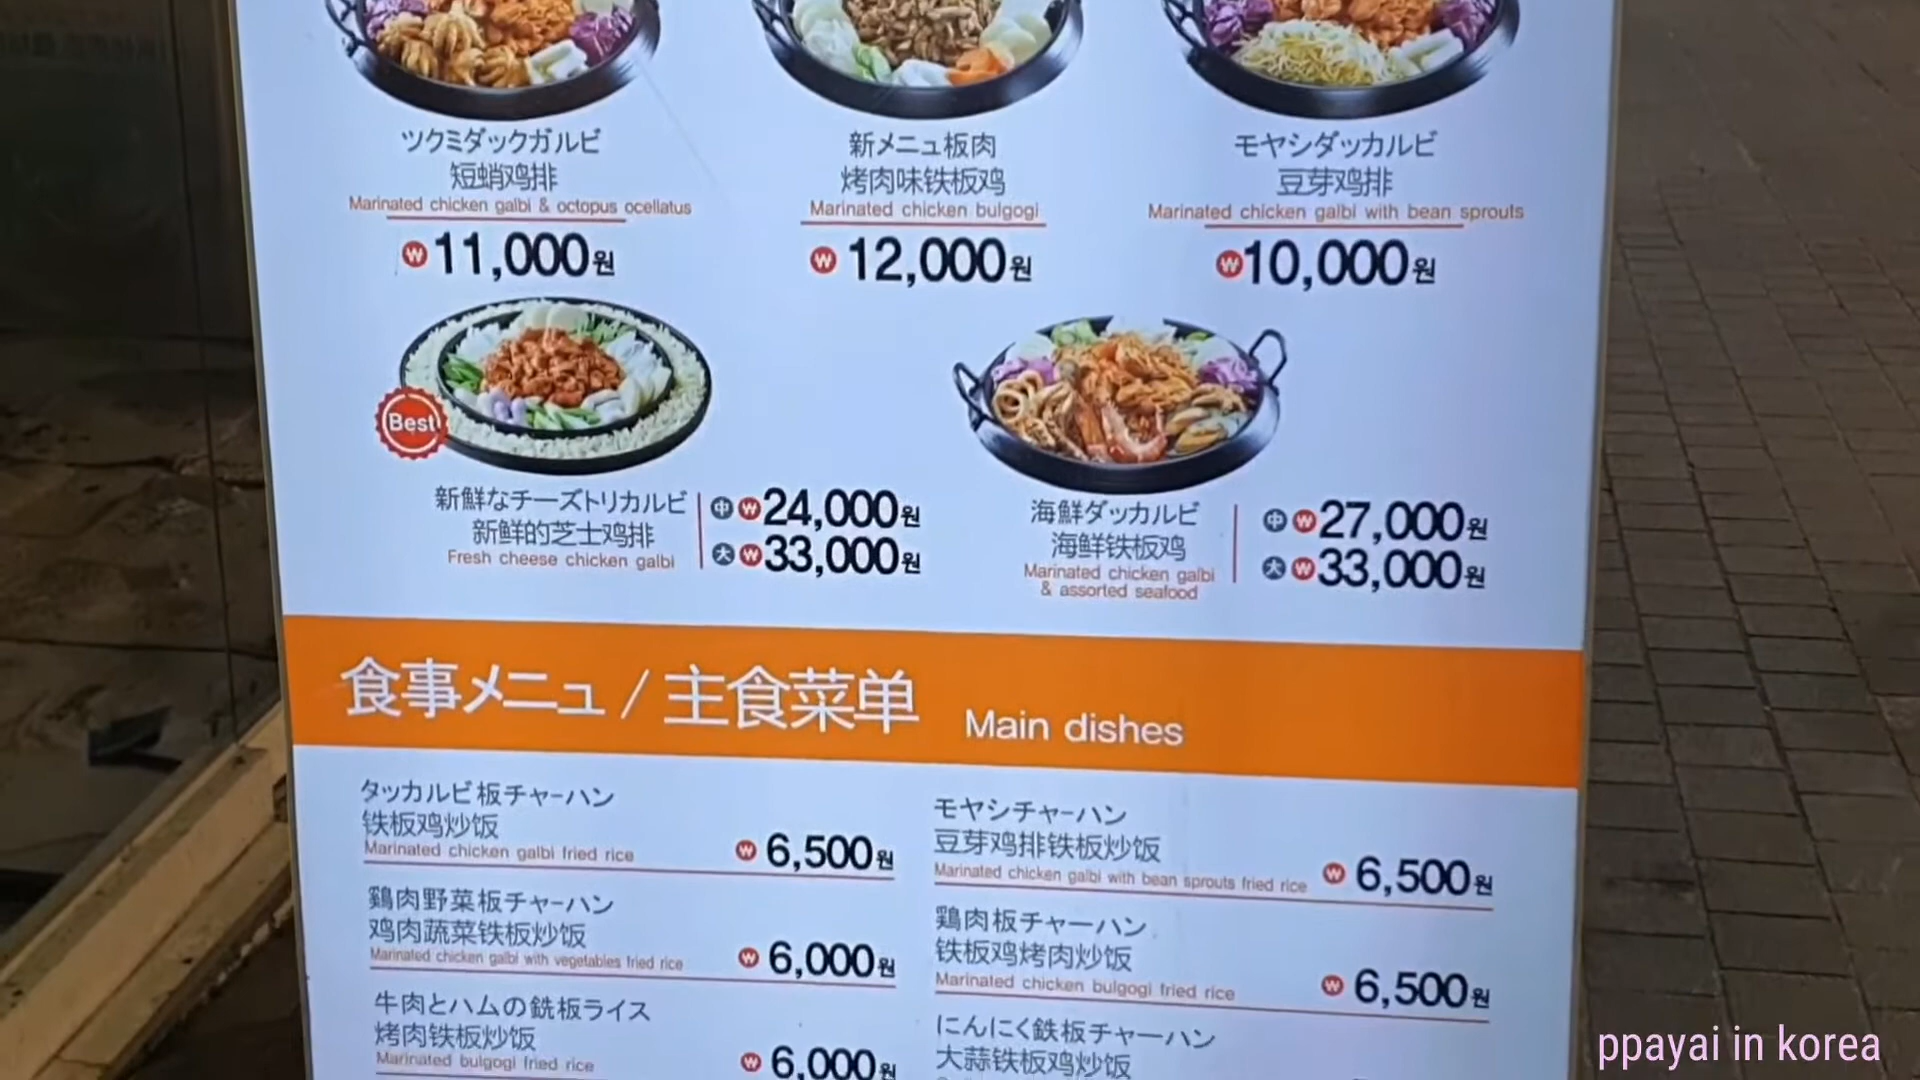 ツクミダックガルビ
短蛸鸡排
Marinated chicken galbi & octopus ocellatus
₩11,000원
新メニュ板肉
烤肉味铁板鸡
Marinated chicken bulgogi
₩12,000원
モヤシダッカルビ
豆芽鸡排
Marinated chicken galbi with bean sprouts
₩10,000원
Best
新鮮なチーズトリカルビ
新鲜的芝士鸡排
Fresh cheese chicken galbi
中 ₩24,000원
大 ₩33,000원
海鮮ダッカルビ
海鲜铁板鸡
Marinated chicken galbi
& assorted seafood
中 ₩27,000원
大 ₩33,000원
食事メニュ / 主食菜单 Main dishes
タッカルビ板チャーハン
铁板鸡炒饭
Marinated chicken galbi fried rice
₩ 6,500원
鷄肉野菜板チャーハン
鸡肉蔬菜铁板炒饭
Marinated chicken galbi with vegetables fried rice
₩ 6,000원
牛肉とハムの銑板ライス
烤肉铁板炒饭
Marinated bulgogi fried rice
₩ 6,000원
モヤシチャーハン
豆芽鸡排铁板炒饭
Marinated chicken galbi with bean sprouts fried rice
₩ 6,500원
鶏肉板チャーハン
铁板鸡烤肉炒饭
Marinated chicken bulgogi fried rice
₩ 6,500원
にんにく鉄板チャーハン
大蒜铁板鸡炒饭
ppayai in korea